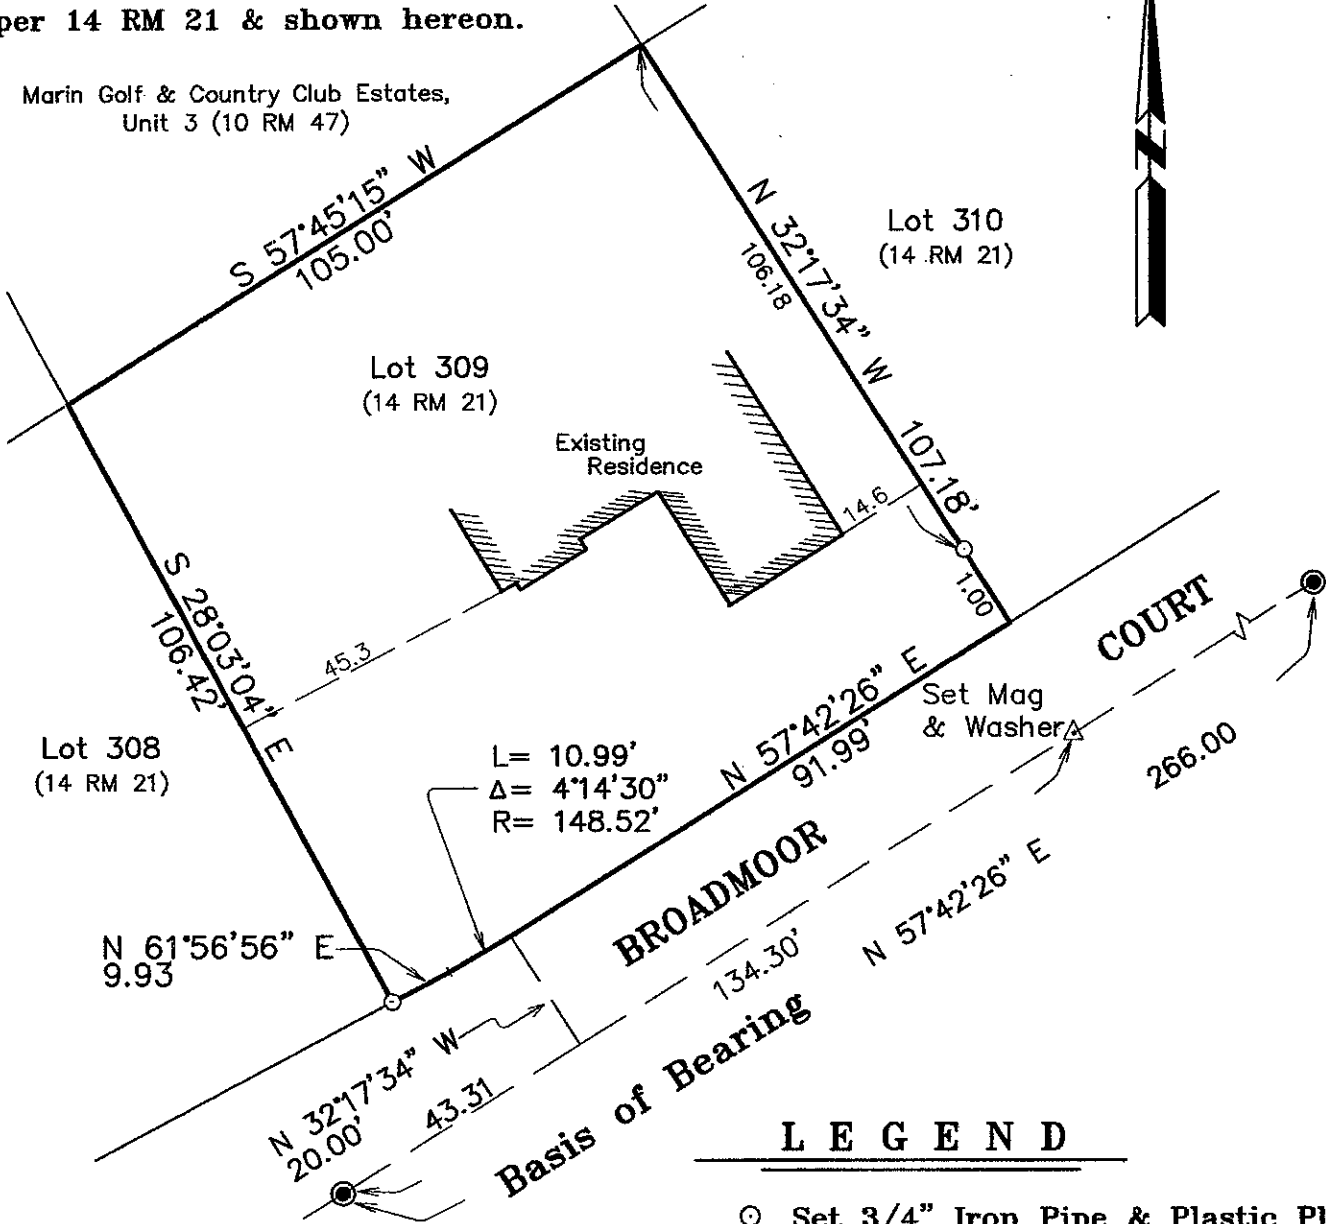 per 14 RM 21 & shown hereon.
Marin Golf & Country Club Estates,
Unit 3 (10 RM 47)
S 57°45'15" W
105.00'
N 32°17'34" W
106.18
107.18'
N
Lot 310
(14 RM 21)
Lot 309
(14 RM 21)
Existing
Residence
14.6
1.00
45.3
S 28°03'04" E
106.42'
Lot 308
(14 RM 21)
L= 10.99'
Δ= 4°14'30"
R= 148.52'
N 57°42'26" E
91.99'
Set Mag
& Washer
COURT
266.00
BROADMOOR
134.30'
N 57°42'26" E
N 61°56'56" E
9.93
N 32°17'34" W
20.00'
43.31
Basis of Bearing
LEGEND
Set 3/4" Iron Pipe & Plastic Pl